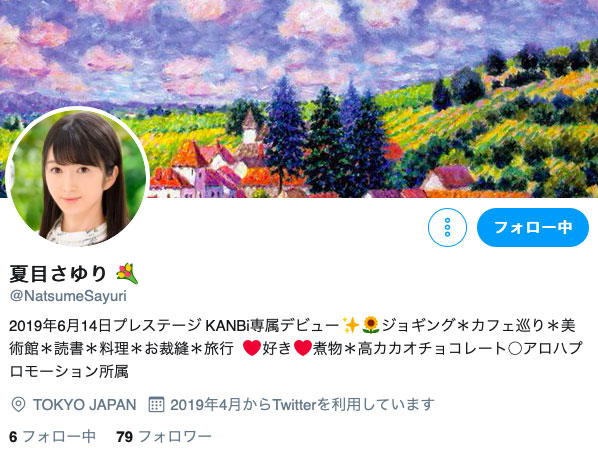 フォロー中
夏目さゆり 💐
@NatsumeSayuri
2019年6月14日プレステージ KANBi専属デビュー✨🌻ジョギング＊カフェ巡り＊美
術館＊読書＊料理＊お裁縫＊旅行 ❤️好き❤️煮物＊高カカオチョコレート○アロハプ
ロモーション所属
TOKYO JAPAN 2019年4月からTwitterを利用しています
6 フォロー中 79 フォロワー